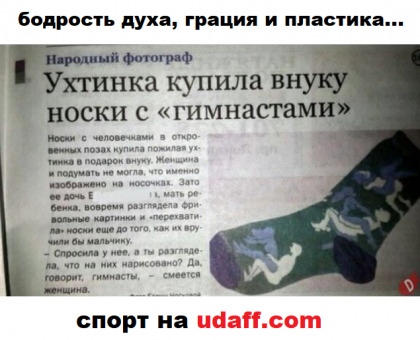 бодрость духа, грация и пластика...
Народный фотограф
Ухтинка купила внуку
носки с «гимнастами»
Носки с человечками в откро-
венных позах купила пожилая ух-
тинка в подарок внуку. Женщина
и подумать не могла, что именно
изображено на носочках. Зато
ее дочь Е , мать ре-
бенка, вовремя разглядела фри-
вольные картинки и «перехвати-
ла» носки еще до того, как их вру-
чили бы мальчику.
– Спросила у нее, а ты разгляде-
ла, что на них нарисовано? Да,
говорит, гимнасты, – смеется
женщина.
спорт на udaff.com